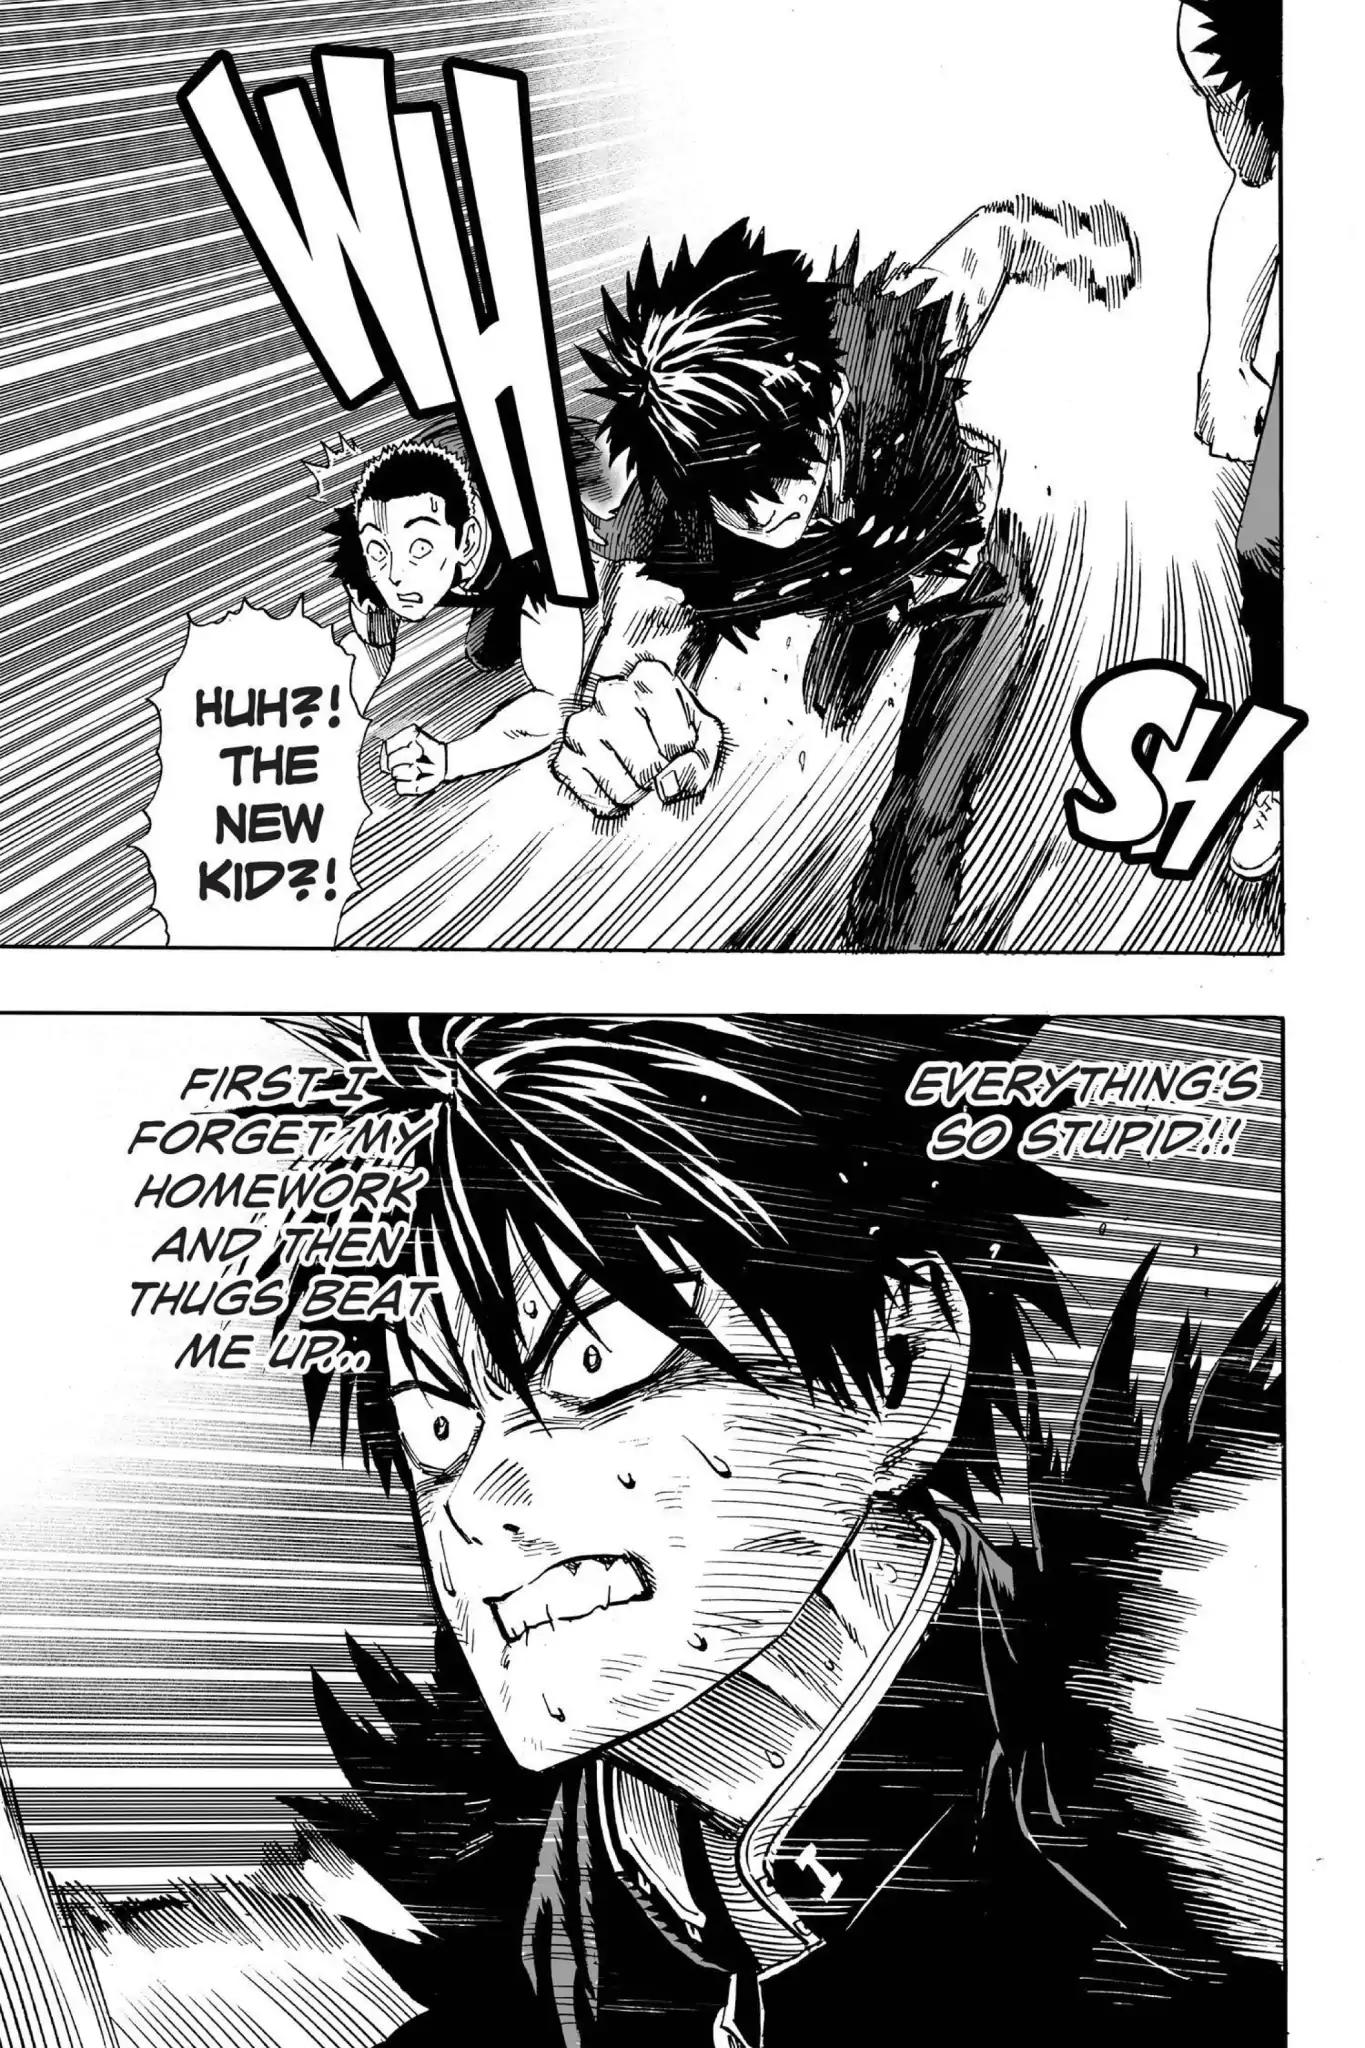 WH
SH
HUH?!
THE
NEW
KID?!
EVERYTHING'S
SO STUPID!!
FIRST I
FORGET MY
HOMEWORK
AND THEN
THUGS BEAT
ME UP...
I